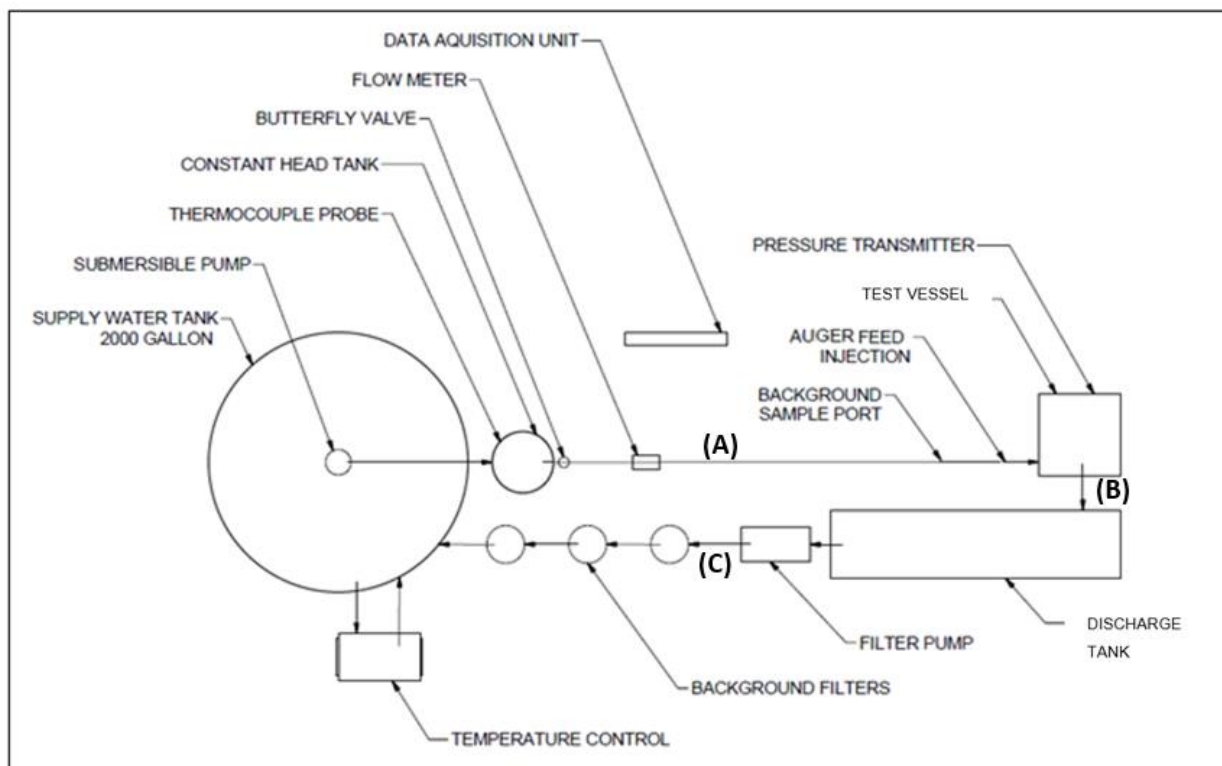 DATA AQUISITION UNIT
FLOW METER
BUTTERFLY VALVE
CONSTANT HEAD TANK
THERMOCOUPLE PROBE
SUBMERSIBLE PUMP
SUPPLY WATER TANK
2000 GALLON
PRESSURE TRANSMITTER
TEST VESSEL
AUGER FEED
INJECTION
BACKGROUND
SAMPLE PORT
(A)
(B)
(C)
DISCHARGE
TANK
FILTER PUMP
BACKGROUND FILTERS
TEMPERATURE CONTROL